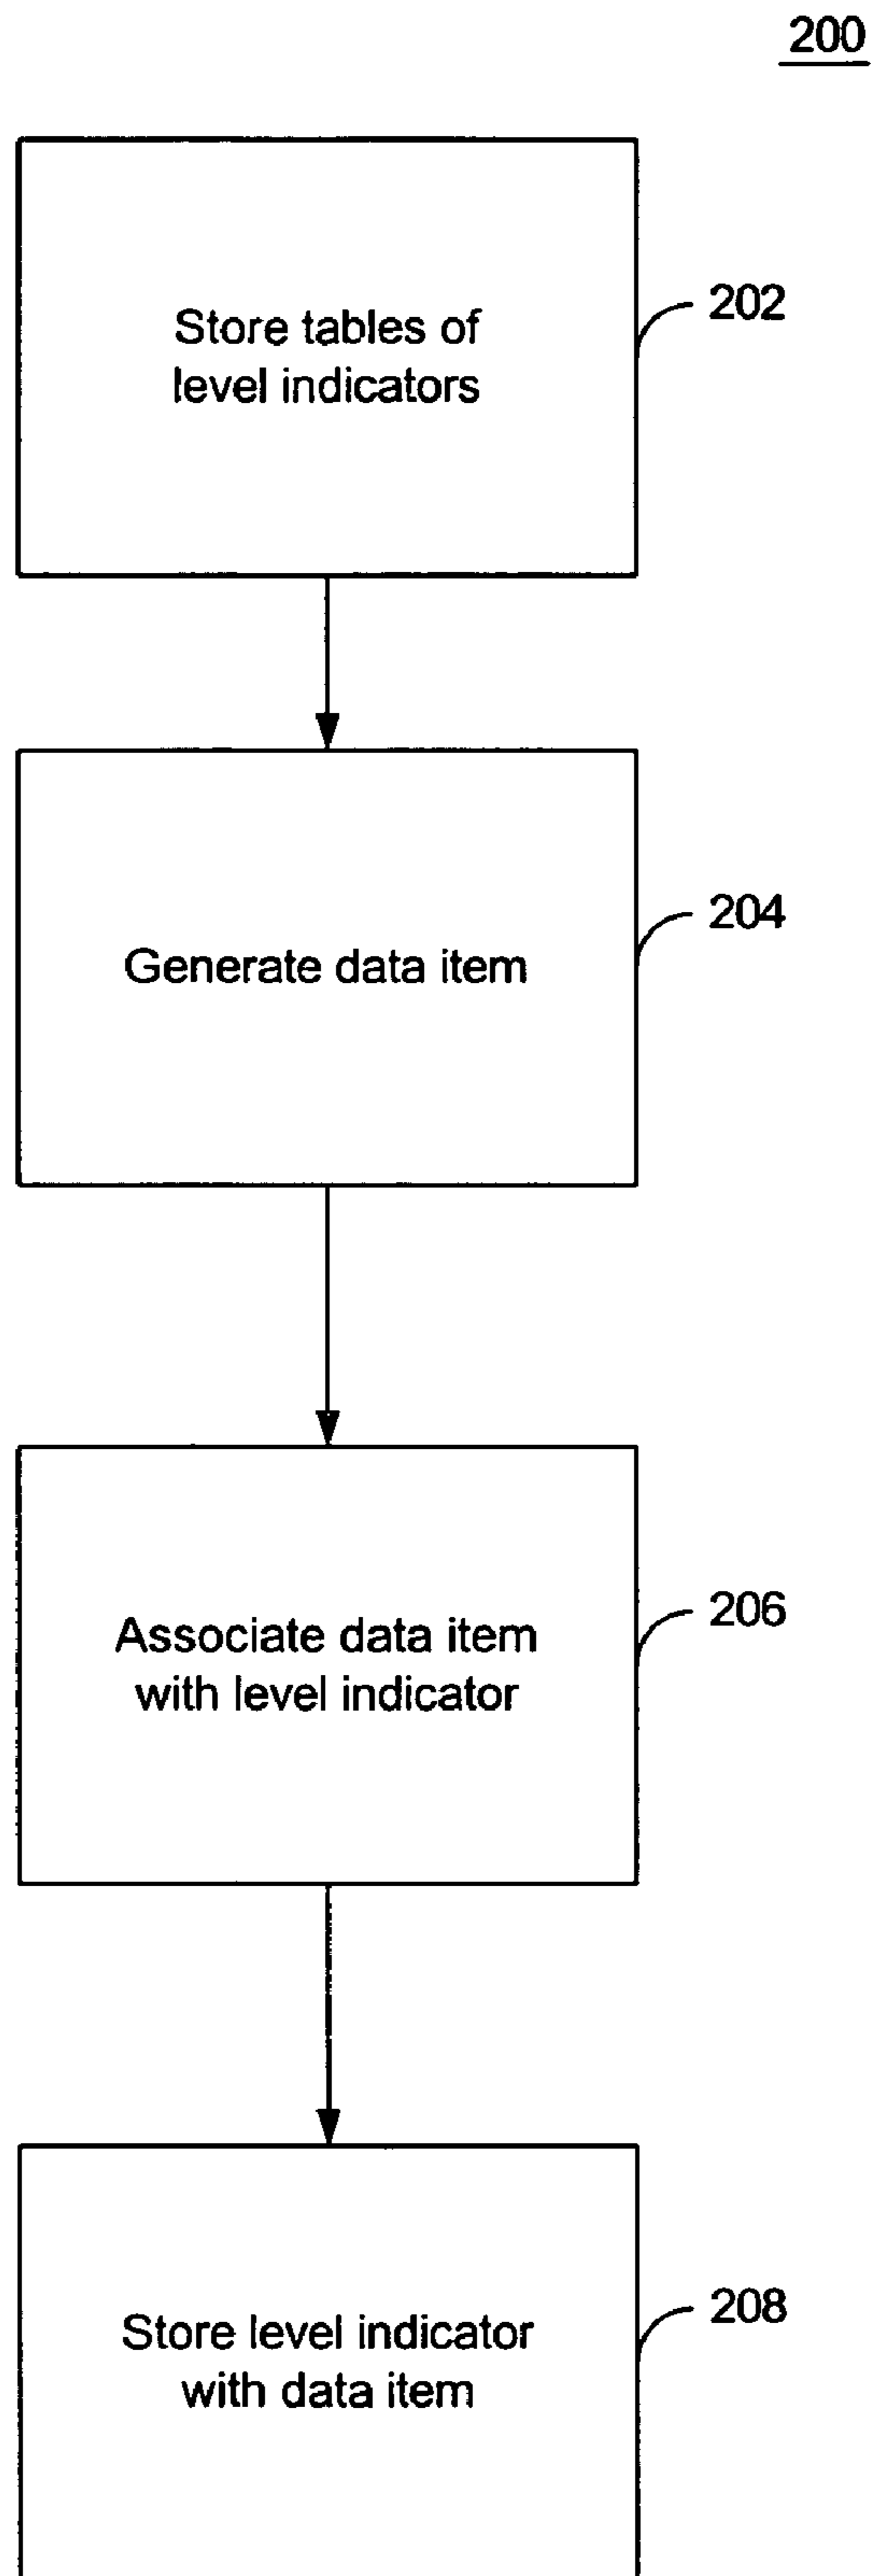 200
Store tables of
level indicators
202
Generate data item
204
Associate data item
with level indicator
206
Store level indicator
with data item
208